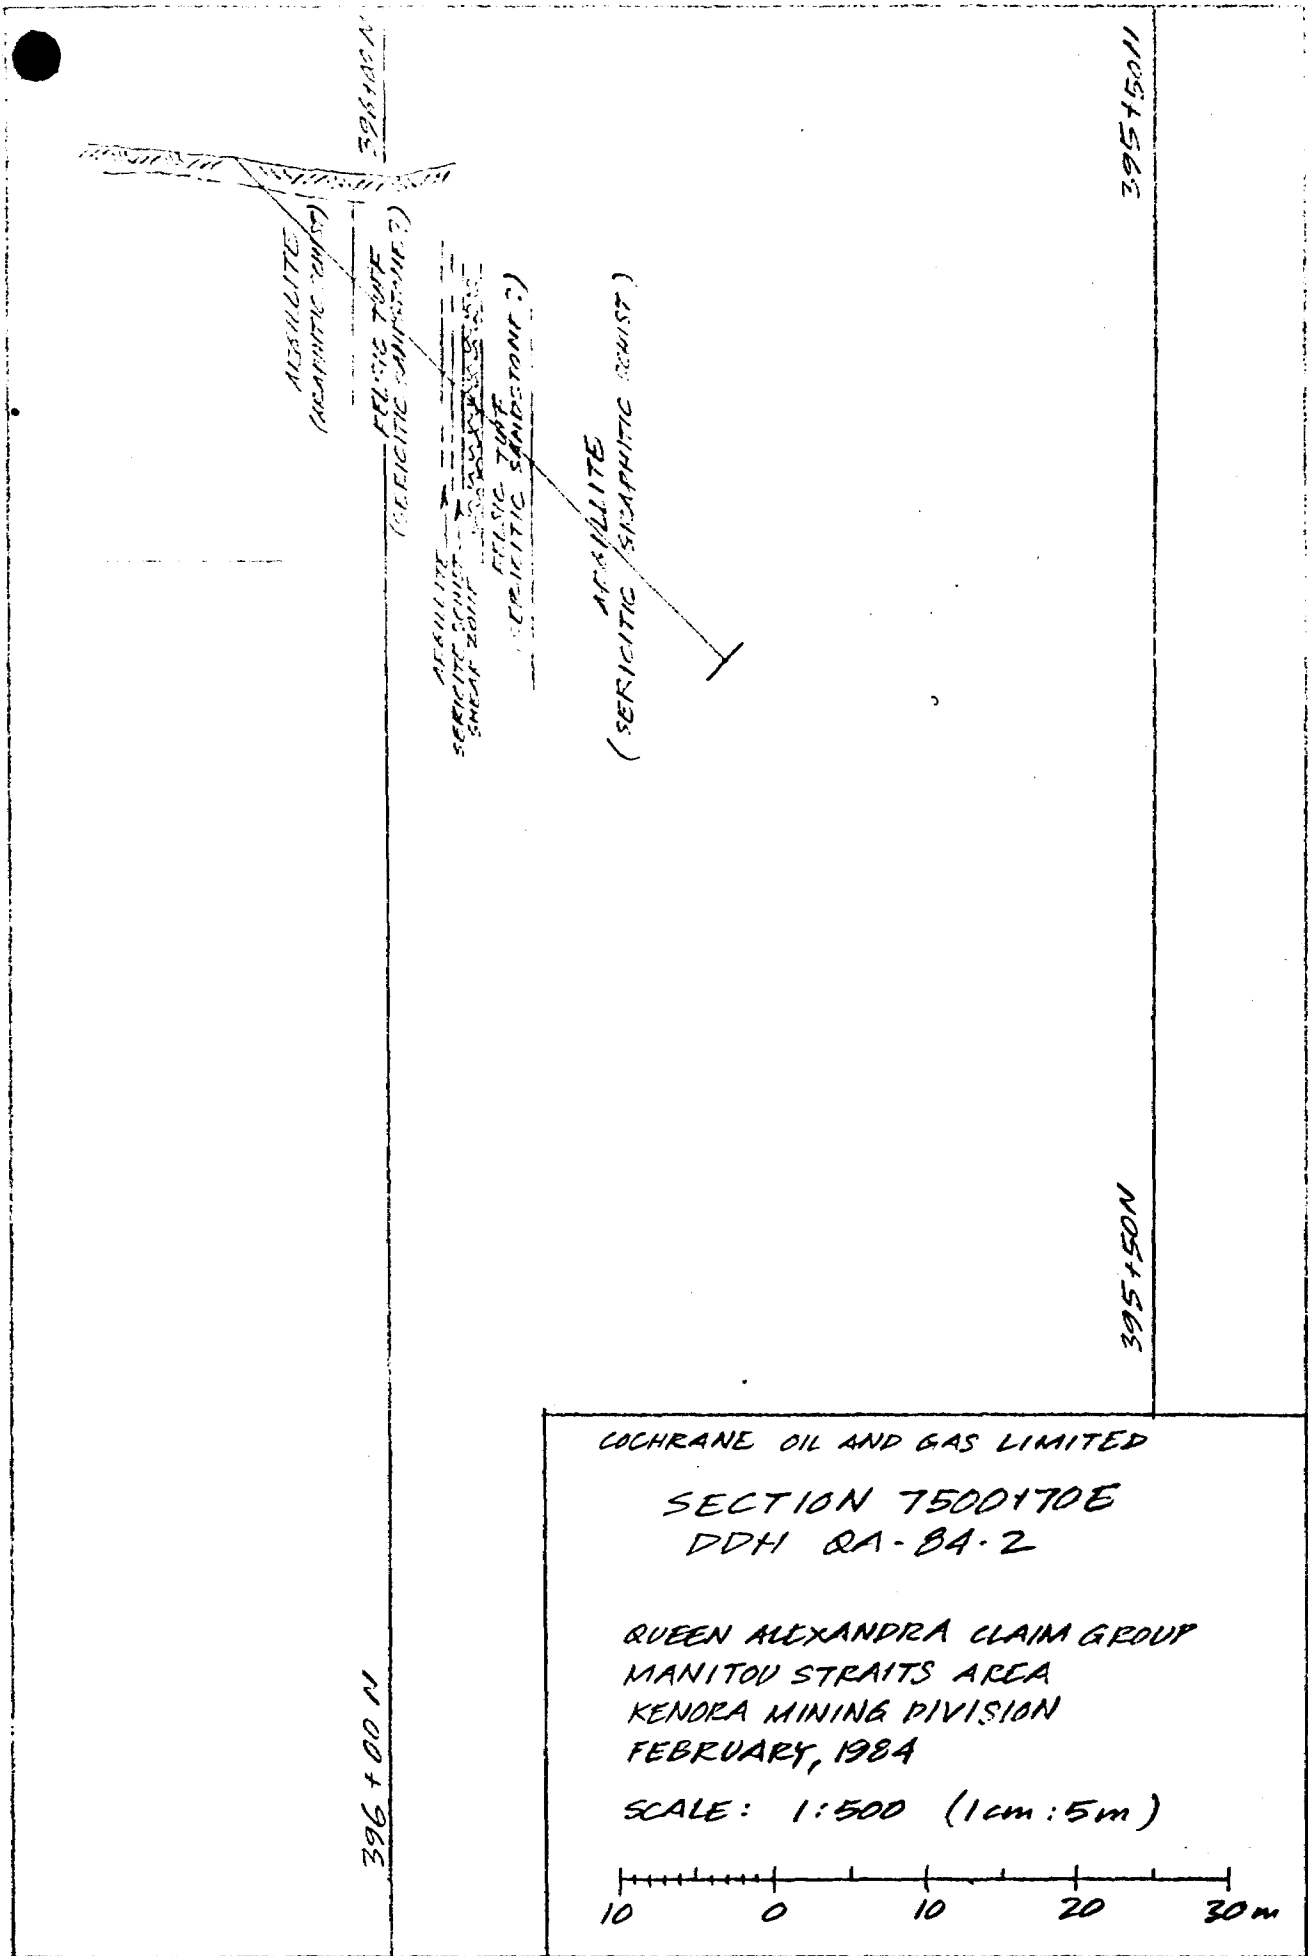 395+50N
ARGILLITE
(GRAPHITIC SCHIST)
FELSIC TUFF
(SERICITIC SANDSTONE?)
ARGILLITE
SERICITE SCHIST
SHEAR ZONE
FELSIC TUFF
SERICITIC SANDSTONE?)
ARGILLITE
(SERICITIC GRAPHITIC SCHIST)
395+50N
396+00N
COCHRANE OIL AND GAS LIMITED
SECTION 7500+70E
DDH QA-84-2
QUEEN ALEXANDRA CLAIM GROUP
MANITOU STRAITS AREA
KENORA MINING DIVISION
FEBRUARY, 1984
SCALE: 1:500 (1cm:5m)
10 0 10 20 30m